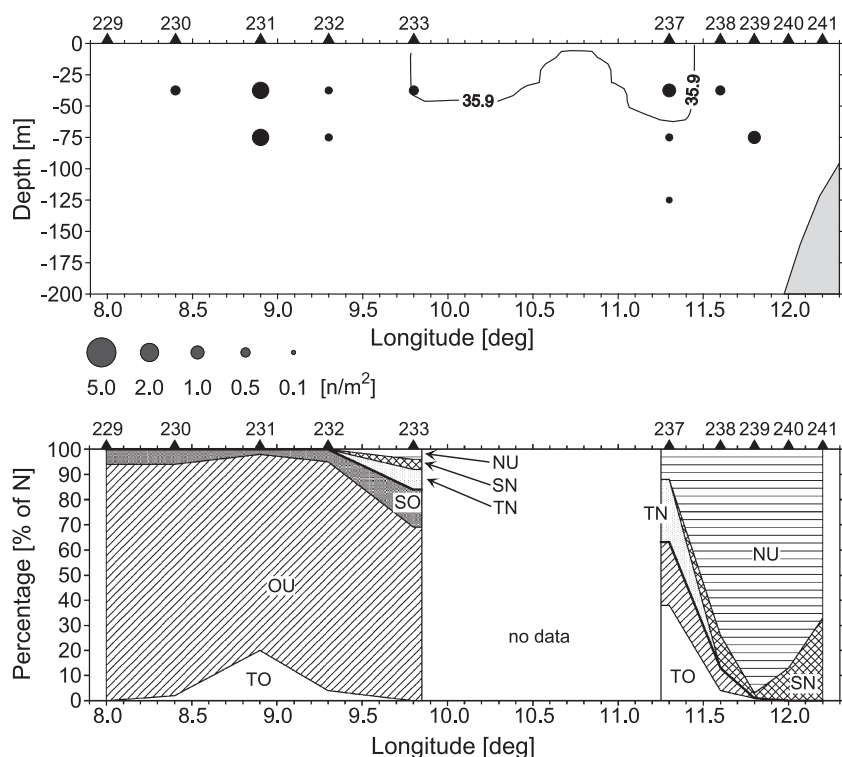 229 230 231 232 233 237 238 239 240 241
0
-25
-50
-75
-100
-125
-150
-175
-200
Depth [m]
35.9
35.9
8.0 8.5 9.0 9.5 10.0 10.5 11.0 11.5 12.0
Longitude [deg]
5.0 2.0 1.0 0.5 0.1 [n/m²]
229 230 231 232 233 237 238 239 240 241
100
90
80
70
60
50
40
30
20
10
0
Percentage [% of N]
NU
SN
TN
SO
OU
TO
no data
TN
NU
TO
SN
8.0 8.5 9.0 9.5 10.0 10.5 11.0 11.5 12.0
Longitude [deg]